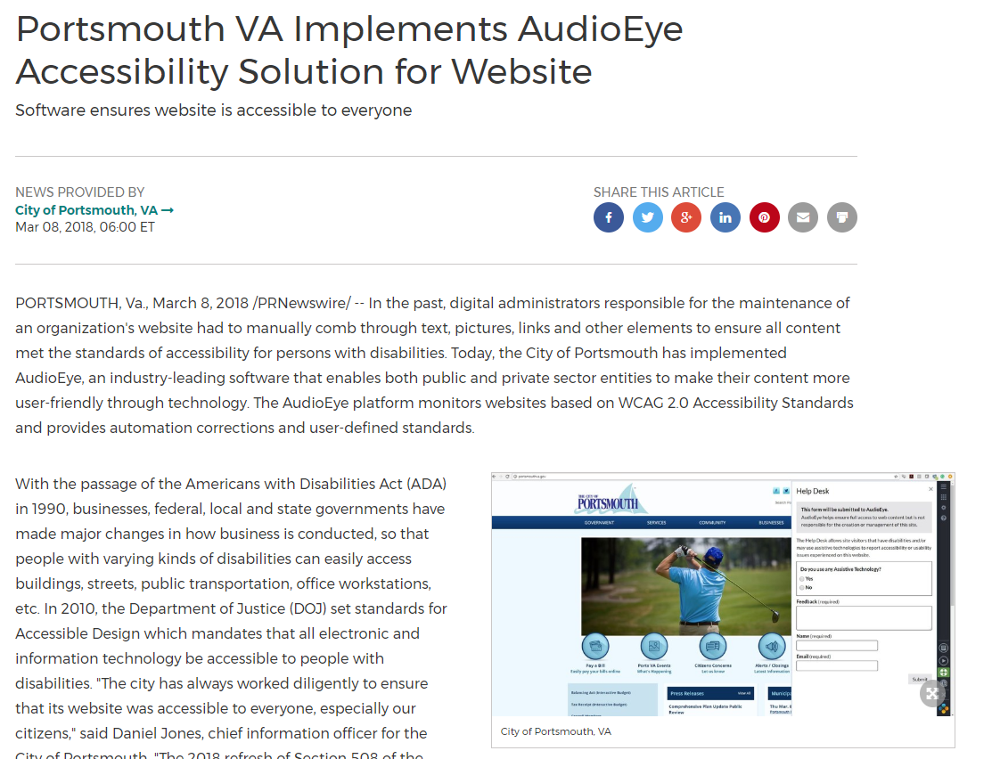 Portsmouth VA Implements AudioEye
Accessibility Solution for Website
Software ensures website is accessible to everyone
NEWS PROVIDED BY
City of Portsmouth, VA →
Mar 08, 2018, 06:00 ET
SHARE THIS ARTICLE
PORTSMOUTH, Va., March 8, 2018 /PRNewswire/ -- In the past, digital administrators responsible for the maintenance of
an organization's website had to manually comb through text, pictures, links and other elements to ensure all content
met the standards of accessibility for persons with disabilities. Today, the City of Portsmouth has implemented
AudioEye, an industry-leading software that enables both public and private sector entities to make their content more
user-friendly through technology. The AudioEye platform monitors websites based on WCAG 2.0 Accessibility Standards
and provides automation corrections and user-defined standards.
With the passage of the Americans with Disabilities Act (ADA)
in 1990, businesses, federal, local and state governments have
made major changes in how business is conducted, so that
people with varying kinds of disabilities can easily access
buildings, streets, public transportation, office workstations,
etc. In 2010, the Department of Justice (DOJ) set standards for
Accessible Design which mandates that all electronic and
information technology be accessible to people with
disabilities. "The city has always worked diligently to ensure
that its website was accessible to everyone, especially our
citizens," said Daniel Jones, chief information officer for the
City of Portsmouth. "The 2018 refresh of Section 508 of the
portsmouthva.gov
THE CITY OF
PORTSMOUTH
GOVERNMENT SERVICES COMMUNITY BUSINESSES
Pay a Bill
Easily pay your bills online
Ports VA Events
What's Happening
Citizens Concerns
Let us know
Alerts / Closings
Latest Information
Balancing Act (Interactive Budget)
Tax Receipt (Interactive Budget)
Press Releases View All
Comprehensive Plan Update Public
Review
Help Desk
This form will be submitted to AudioEye.
AudioEye helps ensure full access to web content but is not
responsible for the creation or management of this site.
The Help Desk allows site visitors that have disabilities and/or
may use assistive technologies to report accessibility or usability
issues experienced on this website.
Do you use any Assistive Technology?
Yes
No
Feedback (required)
Name (required)
Email (required)
Submit
City of Portsmouth, VA